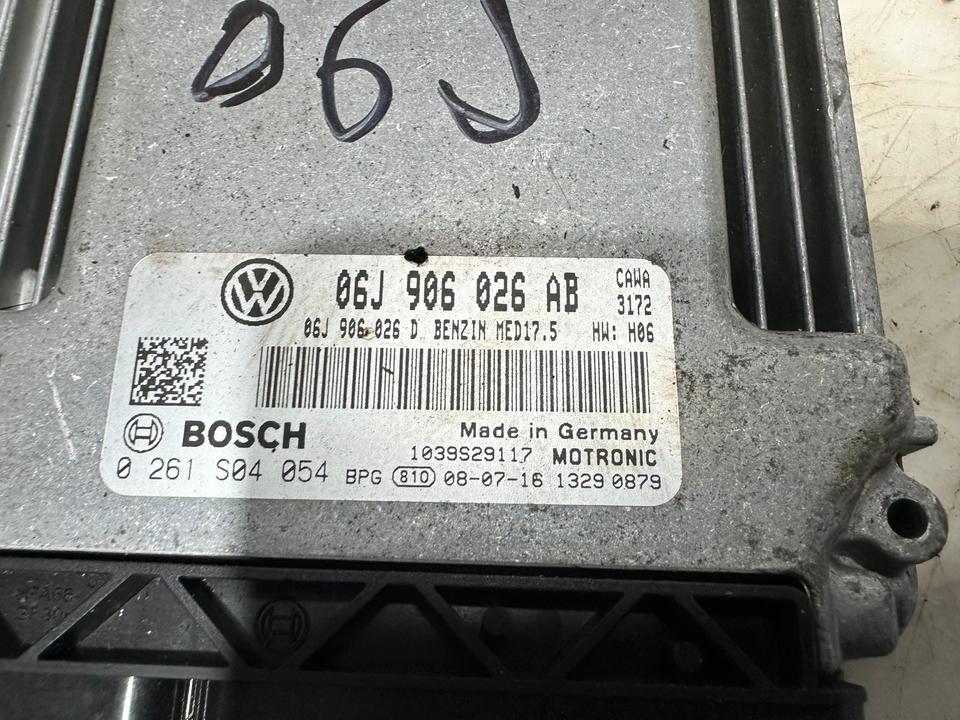 06J
06J 906 026 AB CAWA
3172
06J 906 026 D BENZIN MED17.5 HW: H06
BOSCH Made in Germany
1039S29117 MOTRONIC
0 261 S04 054 BPG 810 08-07-16 1329 0879